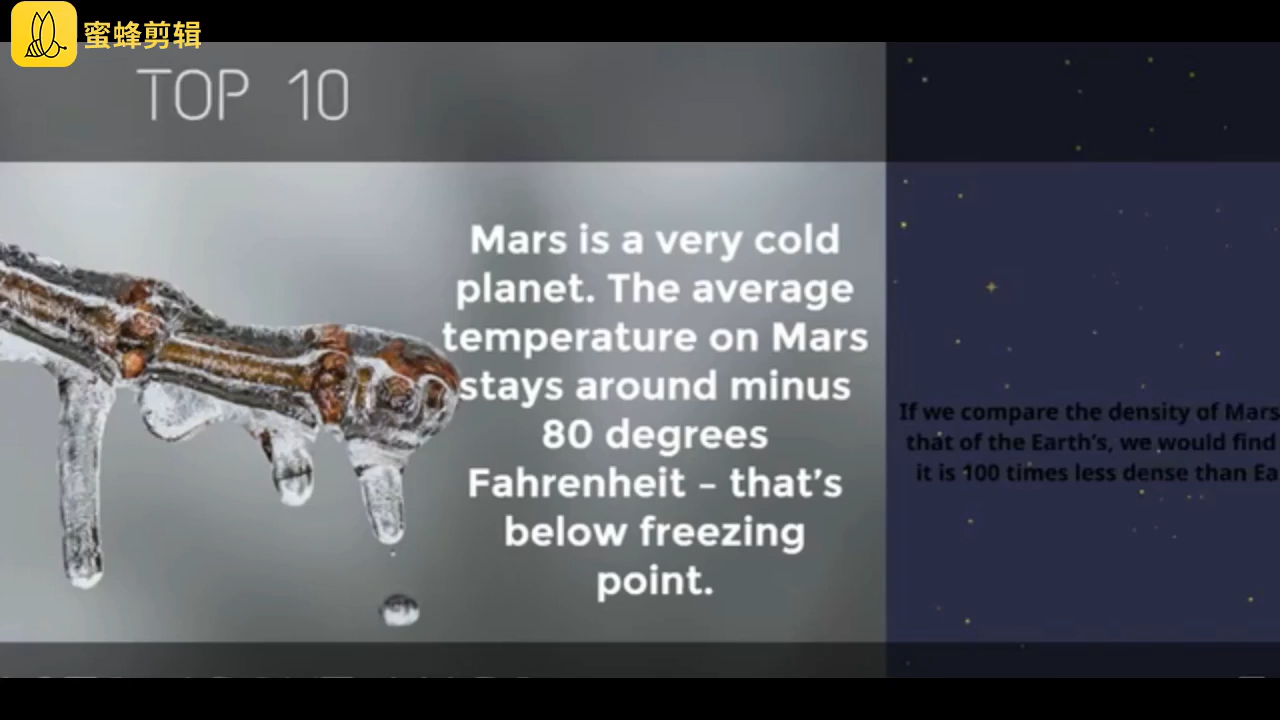 蜜蜂剪辑
TOP 10
Mars is a very cold
planet. The average
temperature on Mars
stays around minus
80 degrees
Fahrenheit – that’s
below freezing
point.
If we compare the density of Mars
that of the Earth’s, we would find
it is 100 times less dense than Ea